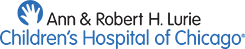 Ann & Robert H. Lurie
Children's Hospital of Chicago®